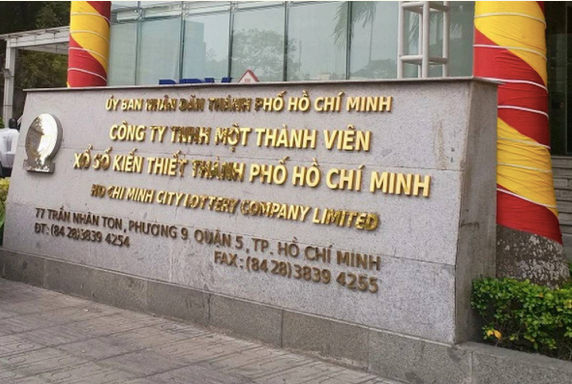 ỦY BAN NHÂN DÂN THÀNH PHỐ HỒ CHÍ MINH
CÔNG TY TNHH MỘT THÀNH VIÊN
XỔ SỐ KIẾN THIẾT THÀNH PHỐ HỒ CHÍ MINH
HO CHI MINH CITY LOTTERY COMPANY LIMITED
77 TRẦN NHÂN TÔN, PHƯỜNG 9 QUẬN 5, TP. HỒ CHÍ MINH
ĐT: (84 28)3839 4254
FAX : (84 28)3839 4255